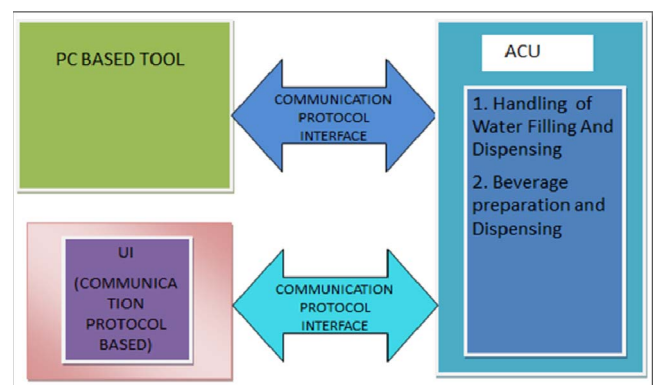 PC BASED TOOL
COMMUNICATION
PROTOCOL
INTERFACE
ACU
1. Handling of
Water Filling And
Dispensing
2. Beverage
preparation and
Dispensing
UI
(COMMUNICA
TION
PROTOCOL
BASED)
COMMUNICATION
PROTOCOL
INTERFACE